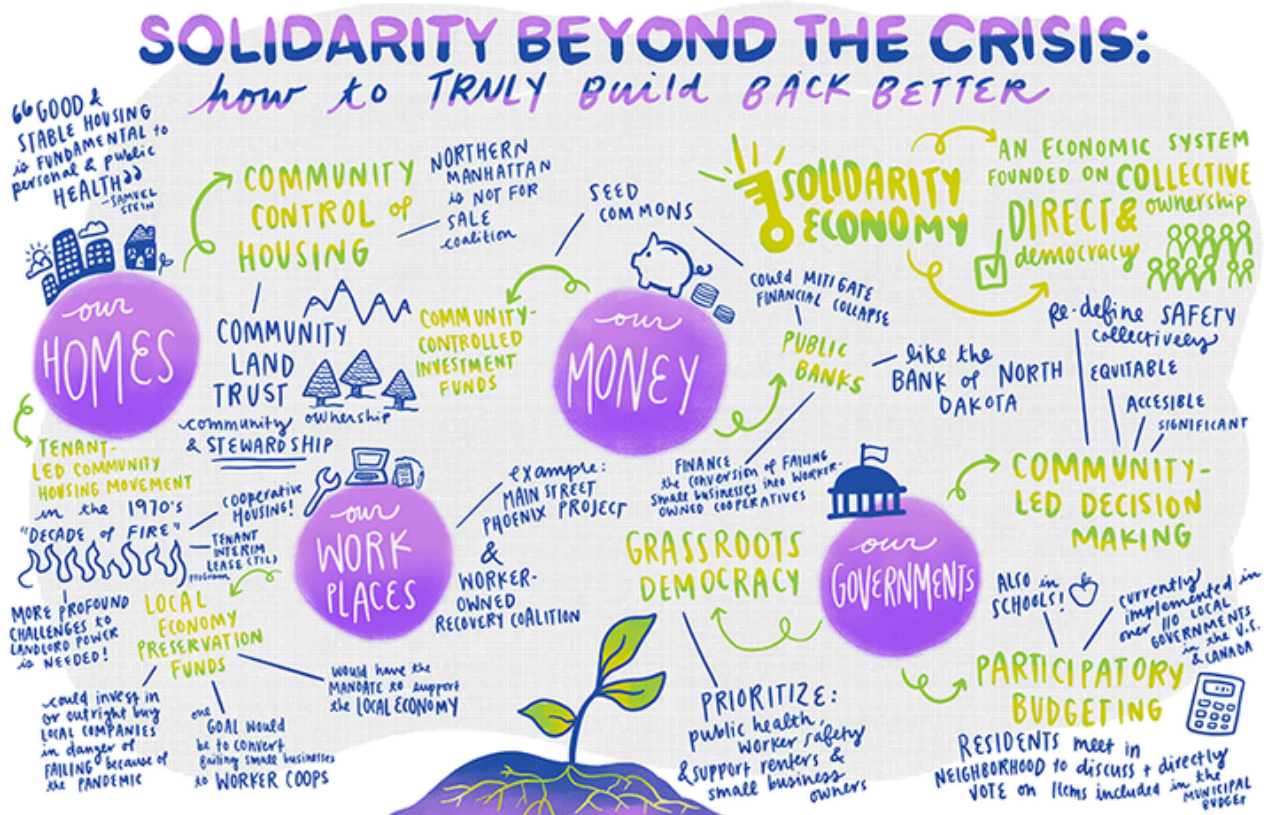 SOLIDARITY BEYOND THE CRISIS:
how to TRULY Build BACK BETTER
"GOOD &
STABLE HOUSING
is FUNDAMENTAL to
personal & public
HEALTH"
-SAMUEL
STEIN
our
HOMES
COMMUNITY
CONTROL of
HOUSING
NORTHERN
MANHATTAN
is NOT FOR
SALE
coalition
COMMUNITY
LAND
TRUST
community ownership
& STEWARDSHIP
TENANT-
LED COMMUNITY
HOUSING MOVEMENT
in the 1970's
"DECADE of FIRE"
cooperative
HOUSING!
TENANT
INTERIM
LEASE (TIL)
program
MORE PROFOUND
CHALLENGES to
LANDLORD POWER
is NEEDED!
our
MONEY
SEED
COMMONS
COMMUNITY-
CONTROLLED
INVESTMENT
FUNDS
could MITIGATE
FINANCIAL COLLAPSE
PUBLIC
BANKS
like the
BANK of NORTH
DAKOTA
FINANCE
the CONVERSION of FAILING
small businesses into WORKER-
OWNED COOPERATIVES
SOLIDARITY
ECONOMY
AN ECONOMIC SYSTEM
FOUNDED ON COLLECTIVE
ownership
& DIRECT
democracy
our
WORK
PLACES
example:
MAIN STREET
PHOENIX PROJECT
&
WORKER-
OWNED
RECOVERY COALITION
LOCAL
ECONOMY
PRESERVATION
FUNDS
could invest in
or outright buy
LOCAL COMPANIES
in danger of
FAILING because of
the PANDEMIC
one
GOAL would
be to convert
failing small businesses
to WORKER COOPS
would have the
MANDATE to support
the LOCAL ECONOMY
our
GOVERNMENTS
re-define SAFETY
collectively
EQUITABLE
ACCESIBLE
SIGNIFICANT
COMMUNITY-
LED DECISION
MAKING
GRASSROOTS
DEMOCRACY
PRIORITIZE:
public health,
worker safety
& support renters &
small business
owners
ALSO in
SCHOOLS!
currently
implemented in
over 110 LOCAL
GOVERNMENTS
in the U.S.
& CANADA
PARTICIPATORY
BUDGETING
RESIDENTS meet in
NEIGHBORHOOD to discuss + directly
VOTE on Items included in the
MUNICIPAL
BUDGET